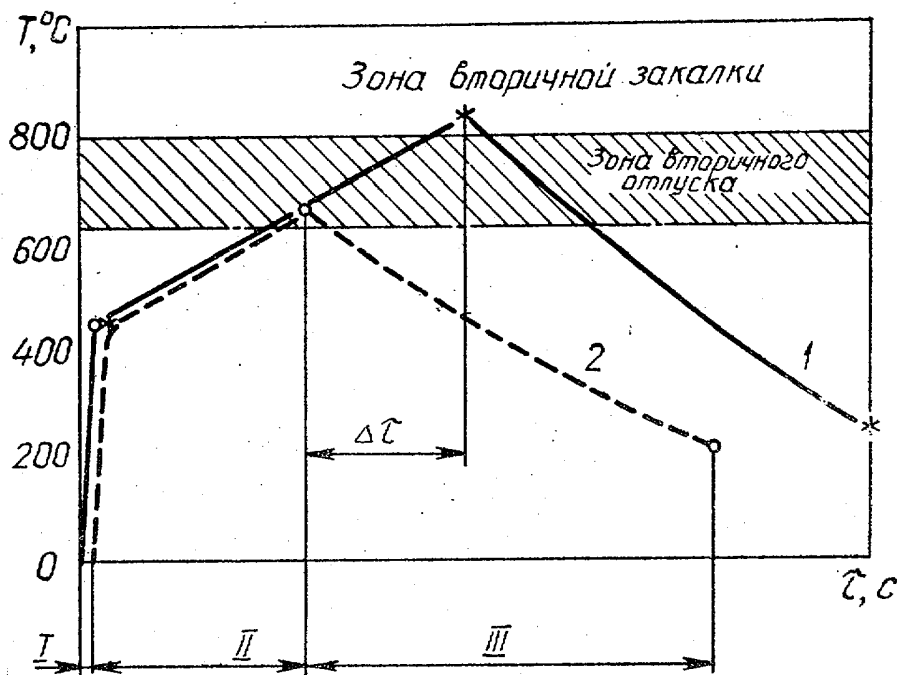 T,°C
Зона вторичной закалки
800
Зона вторичного
отпуска
600
400
2
1
Δτ
200
0
τ, с
I
II
III